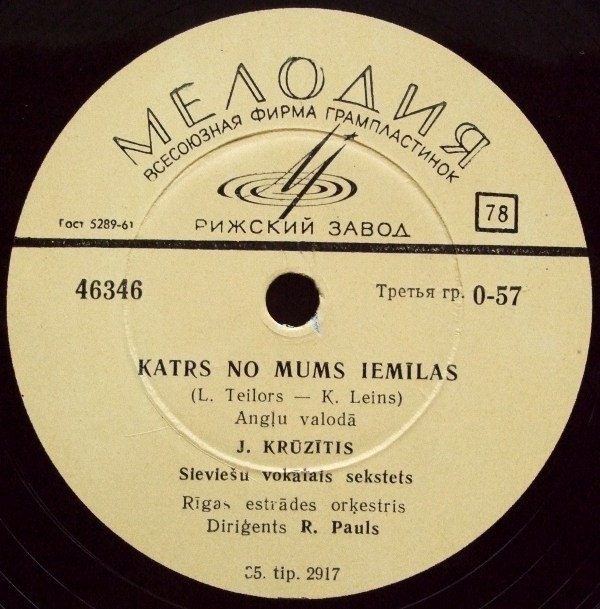 МЕЛОДИЯ
ВСЕСОЮЗНАЯ ФИРМА ГРАМПЛАСТИНОК
Гост 5289-61
РИЖСКИЙ ЗАВОД
78
46346
Третья гр. 0-57
KATRS NO MUMS IEMĪLAS
(L. Teilors — K. Leins)
Angļu valodā
J. KRŪZĪTIS
Sieviešu vokālais sekstets
Rīgas estrādes orķestris
Diriģents R. Pauls
35. tip. 2917